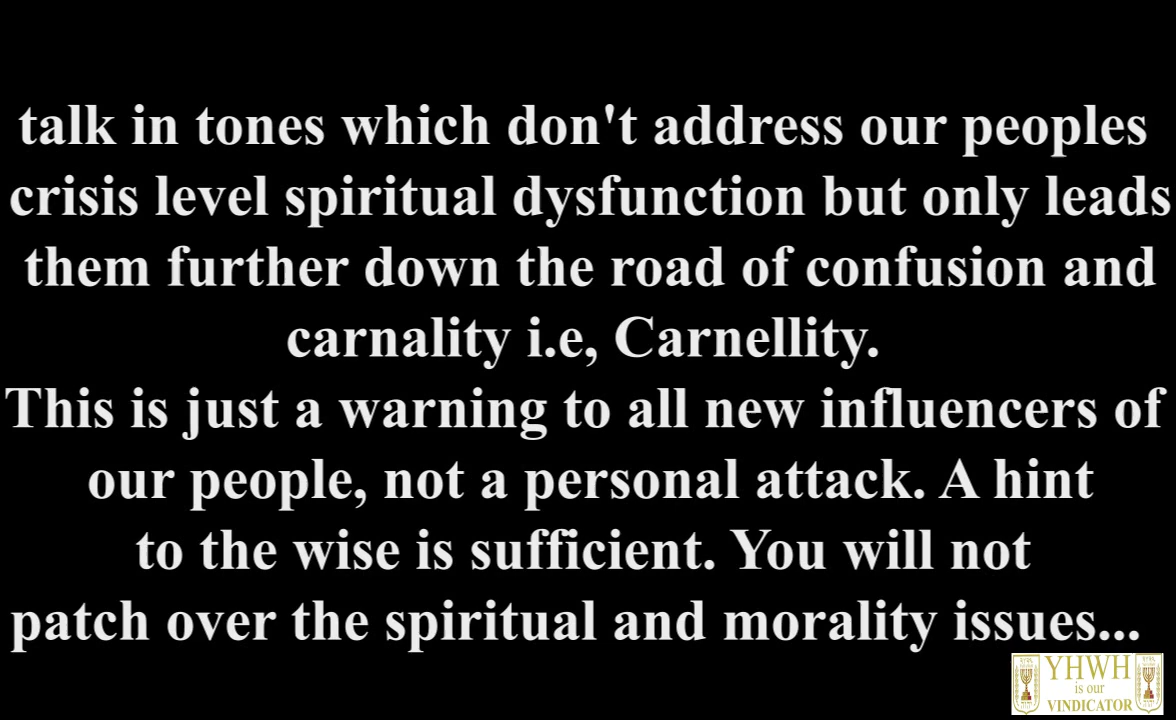 talk in tones which don't address our peoples
crisis level spiritual dysfunction but only leads
them further down the road of confusion and
carnality i.e, Carnellity.
This is just a warning to all new influencers of
our people, not a personal attack. A hint
to the wise is sufficient. You will not
patch over the spiritual and morality issues...
YHWH
is our
VINDICATOR